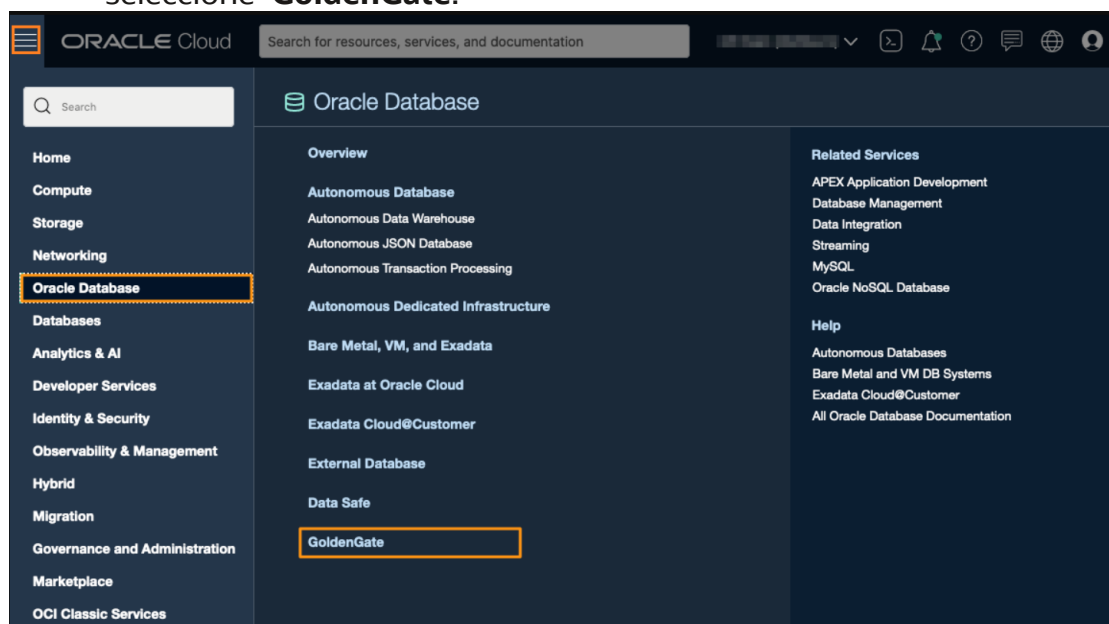 seleccione GoldenGate.
ORACLE Cloud
Search for resources, services, and documentation
Search
Home
Compute
Storage
Networking
Oracle Database
Databases
Analytics & AI
Developer Services
Identity & Security
Observability & Management
Hybrid
Migration
Governance and Administration
Marketplace
OCI Classic Services
Oracle Database
Overview
Autonomous Database
Autonomous Data Warehouse
Autonomous JSON Database
Autonomous Transaction Processing
Autonomous Dedicated Infrastructure
Bare Metal, VM, and Exadata
Exadata at Oracle Cloud
Exadata Cloud@Customer
External Database
Data Safe
GoldenGate
Related Services
APEX Application Development
Database Management
Data Integration
Streaming
MySQL
Oracle NoSQL Database
Help
Autonomous Databases
Bare Metal and VM DB Systems
Exadata Cloud@Customer
All Oracle Database Documentation